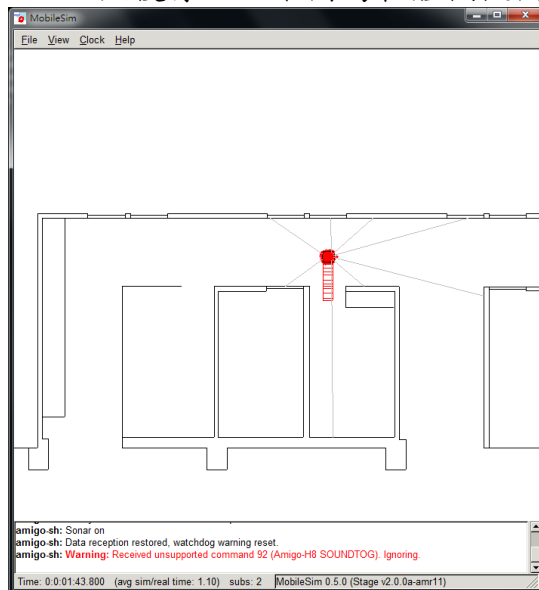 MobileSim
File View Clock Help
amigo-sh: Sonar on
amigo-sh: Data reception restored, watchdog warning reset.
amigo-sh: Warning: Received unsupported command 92 (Amigo-H8 SOUNDTOG). Ignoring.
Time: 0:0:01:43.800 (avg sim/real time: 1.10) subs: 2 MobileSim 0.5.0 (Stage v2.0.0a-amr11)